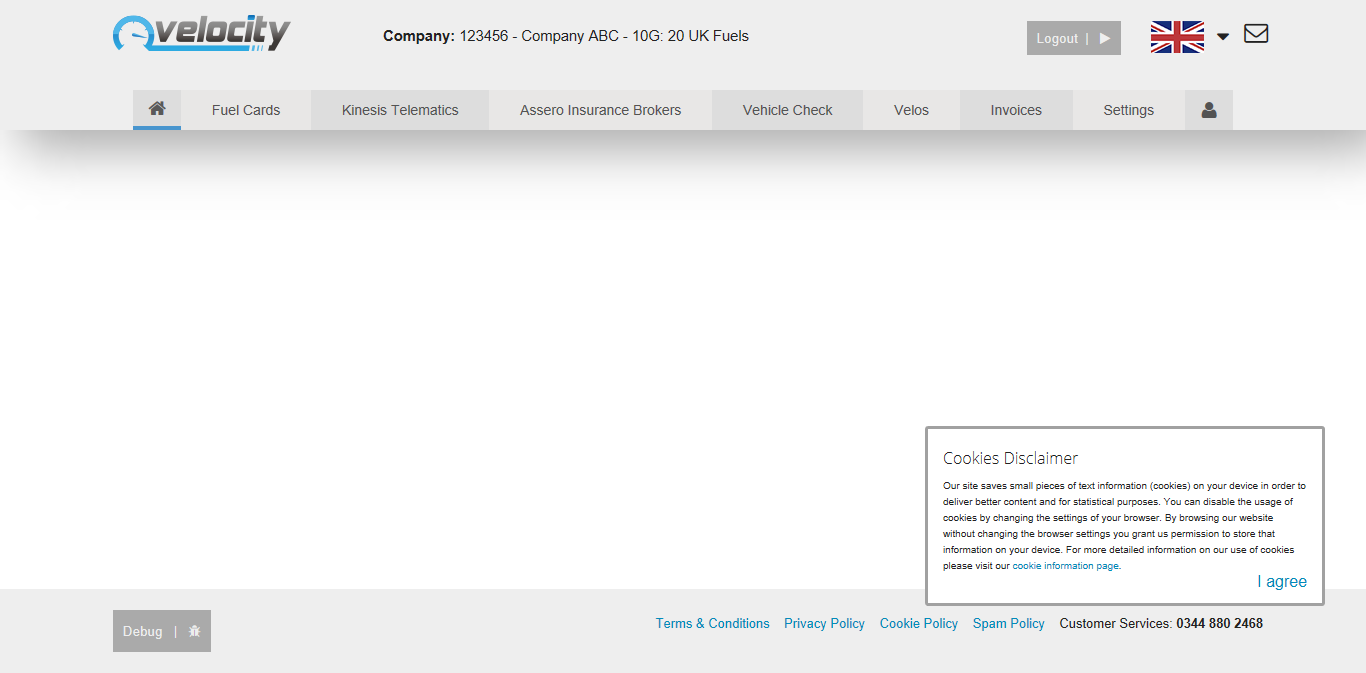 velocity
Company: 123456 - Company ABC - 10G: 20 UK Fuels
Logout |
Fuel Cards
Kinesis Telematics
Assero Insurance Brokers
Vehicle Check
Velos
Invoices
Settings
Cookies Disclaimer
Our site saves small pieces of text information (cookies) on your device in order to
deliver better content and for statistical purposes. You can disable the usage of
cookies by changing the settings of your browser. By browsing our website
without changing the browser settings you grant us permission to store that
information on your device. For more detailed information on our use of cookies
please visit our cookie information page.
I agree
Debug |
Terms & Conditions
Privacy Policy
Cookie Policy
Spam Policy
Customer Services: 0344 880 2468